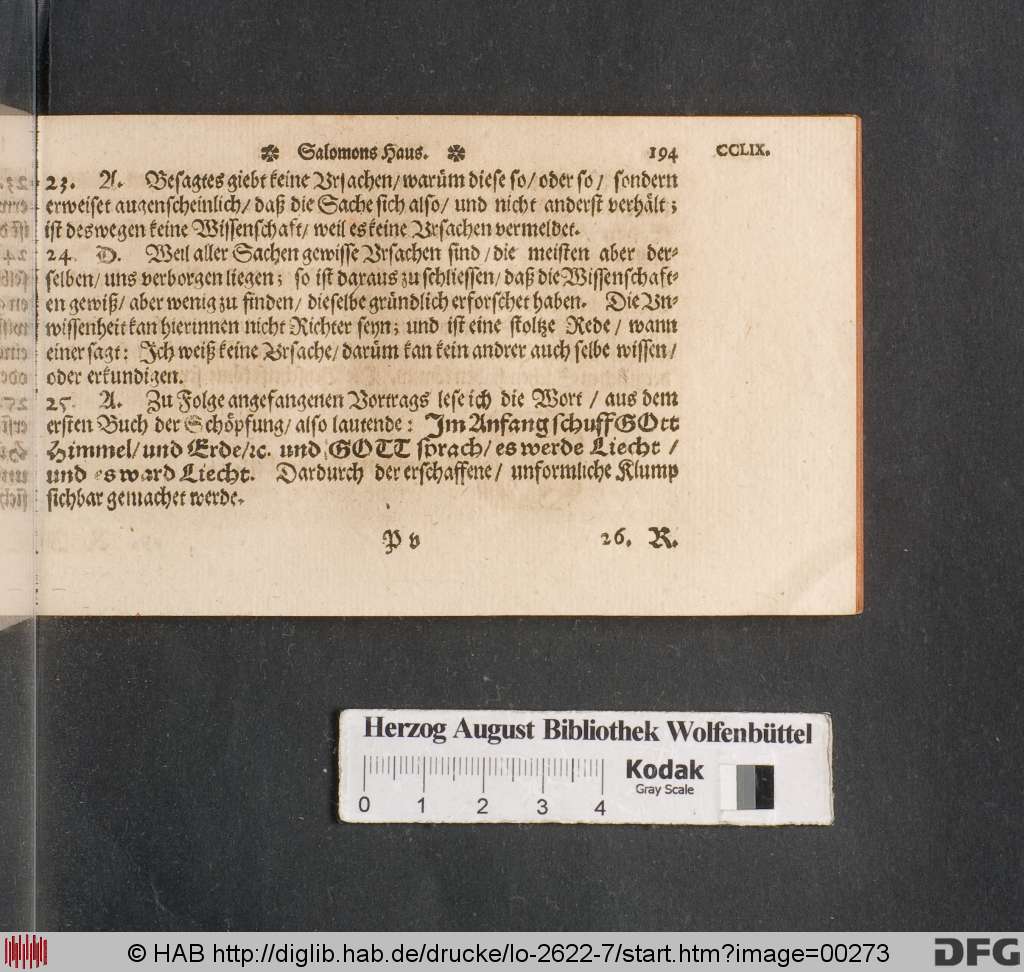 ✼ Salomons Haus. ✼ 194 CCLIX.
23. A. Besagtes giebt keine Vrsachen/ warüm diese so/ oder so/ sondern
erweiset augenscheinlich/ daß die Sache sich also/ und nicht anderst verhält;
ist deswegen keine Wissenschaft/ weil es keine Vrsachen vermeldet.
24. D. Weil aller Sachen gewisse Vrsachen sind/ die meisten aber der-
selben/ uns verborgen liegen; so ist daraus zu schliessen/ daß die Wissenschaft-
en gewiß/ aber wenig zu finden/ dieselbe gründlich erforschet haben. Die Vn-
wissenheit kan hierinnen nicht Richter seyn; und ist eine stoltze Rede/ wann
einer sagt: Ich weiß keine Vrsache/ darüm kan kein andrer auch selbe wissen/
oder erkundigen.
25. A. Zu Folge angefangenen Vortrags lese ich die Wort/ aus dem
ersten Buch der Schöpfung/ also lautende: Im Anfang schuff GOtt
Himmel/ und Erde/ꝛc. und GOTT sprach/ es werde Liecht/
und es ward Liecht. Dardurch der erschaffene/ unformliche Klump
sichbar gemachet werde.
P v 26. R.
Herzog August Bibliothek Wolfenbüttel
0 1 2 3 4 Kodak
Gray Scale
© HAB http://diglib.hab.de/drucke/lo-2622-7/start.htm?image=00273 DFG